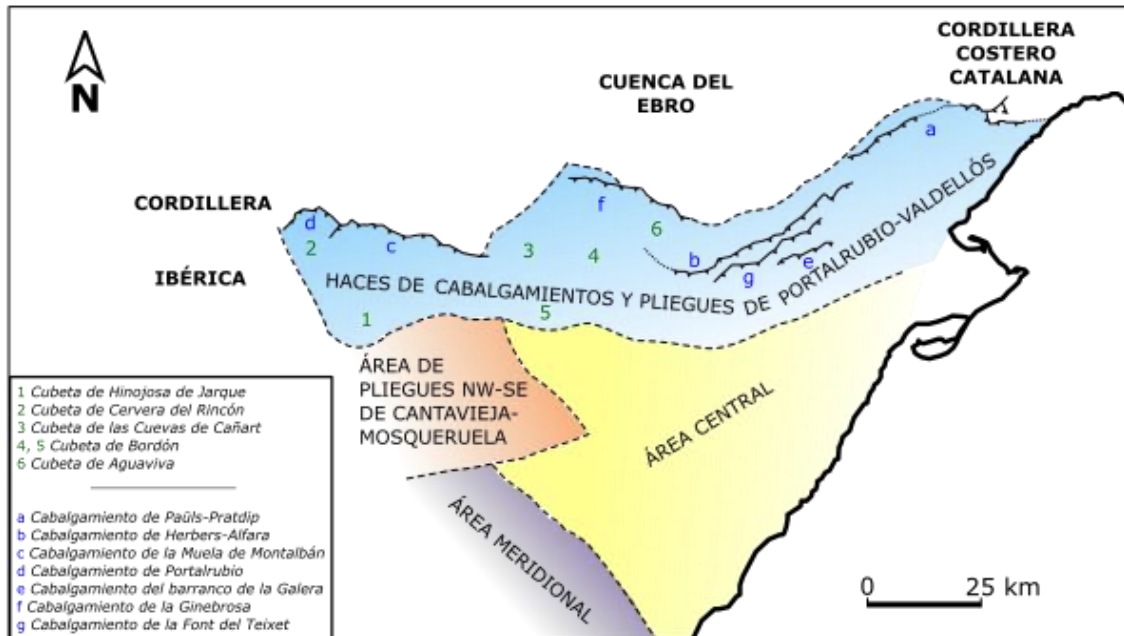 CORDILLERA
COSTERO
CATALANA
CUENCA DEL
EBRO
N
a
CORDILLERA
d
f
6
2
c
3
4
b
e
IBÉRICA
g
HACES DE CABALGAMIENTOS Y PLIEGUES DE PORTALRUBIO-VALDELLÓS
1
5
ÁREA DE
PLIEGUES NW-SE
DE CANTAVIEJA-
MOSQUERUELA
ÁREA CENTRAL
ÁREA MERIDIONAL
1 Cubeta de Hinojosa de Jarque
2 Cubeta de Cervera del Rincón
3 Cubeta de las Cuevas de Cañart
4, 5 Cubeta de Bordón
6 Cubeta de Aguaviva
a Cabalgamiento de Paüls-Pratdip
b Cabalgamiento de Herbers-Alfara
c Cabalgamiento de la Muela de Montalbán
d Cabalgamiento de Portalrubio
e Cabalgamiento del barranco de la Galera
f Cabalgamiento de la Ginebrosa
g Cabalgamiento de la Font del Teixet
0 25 km